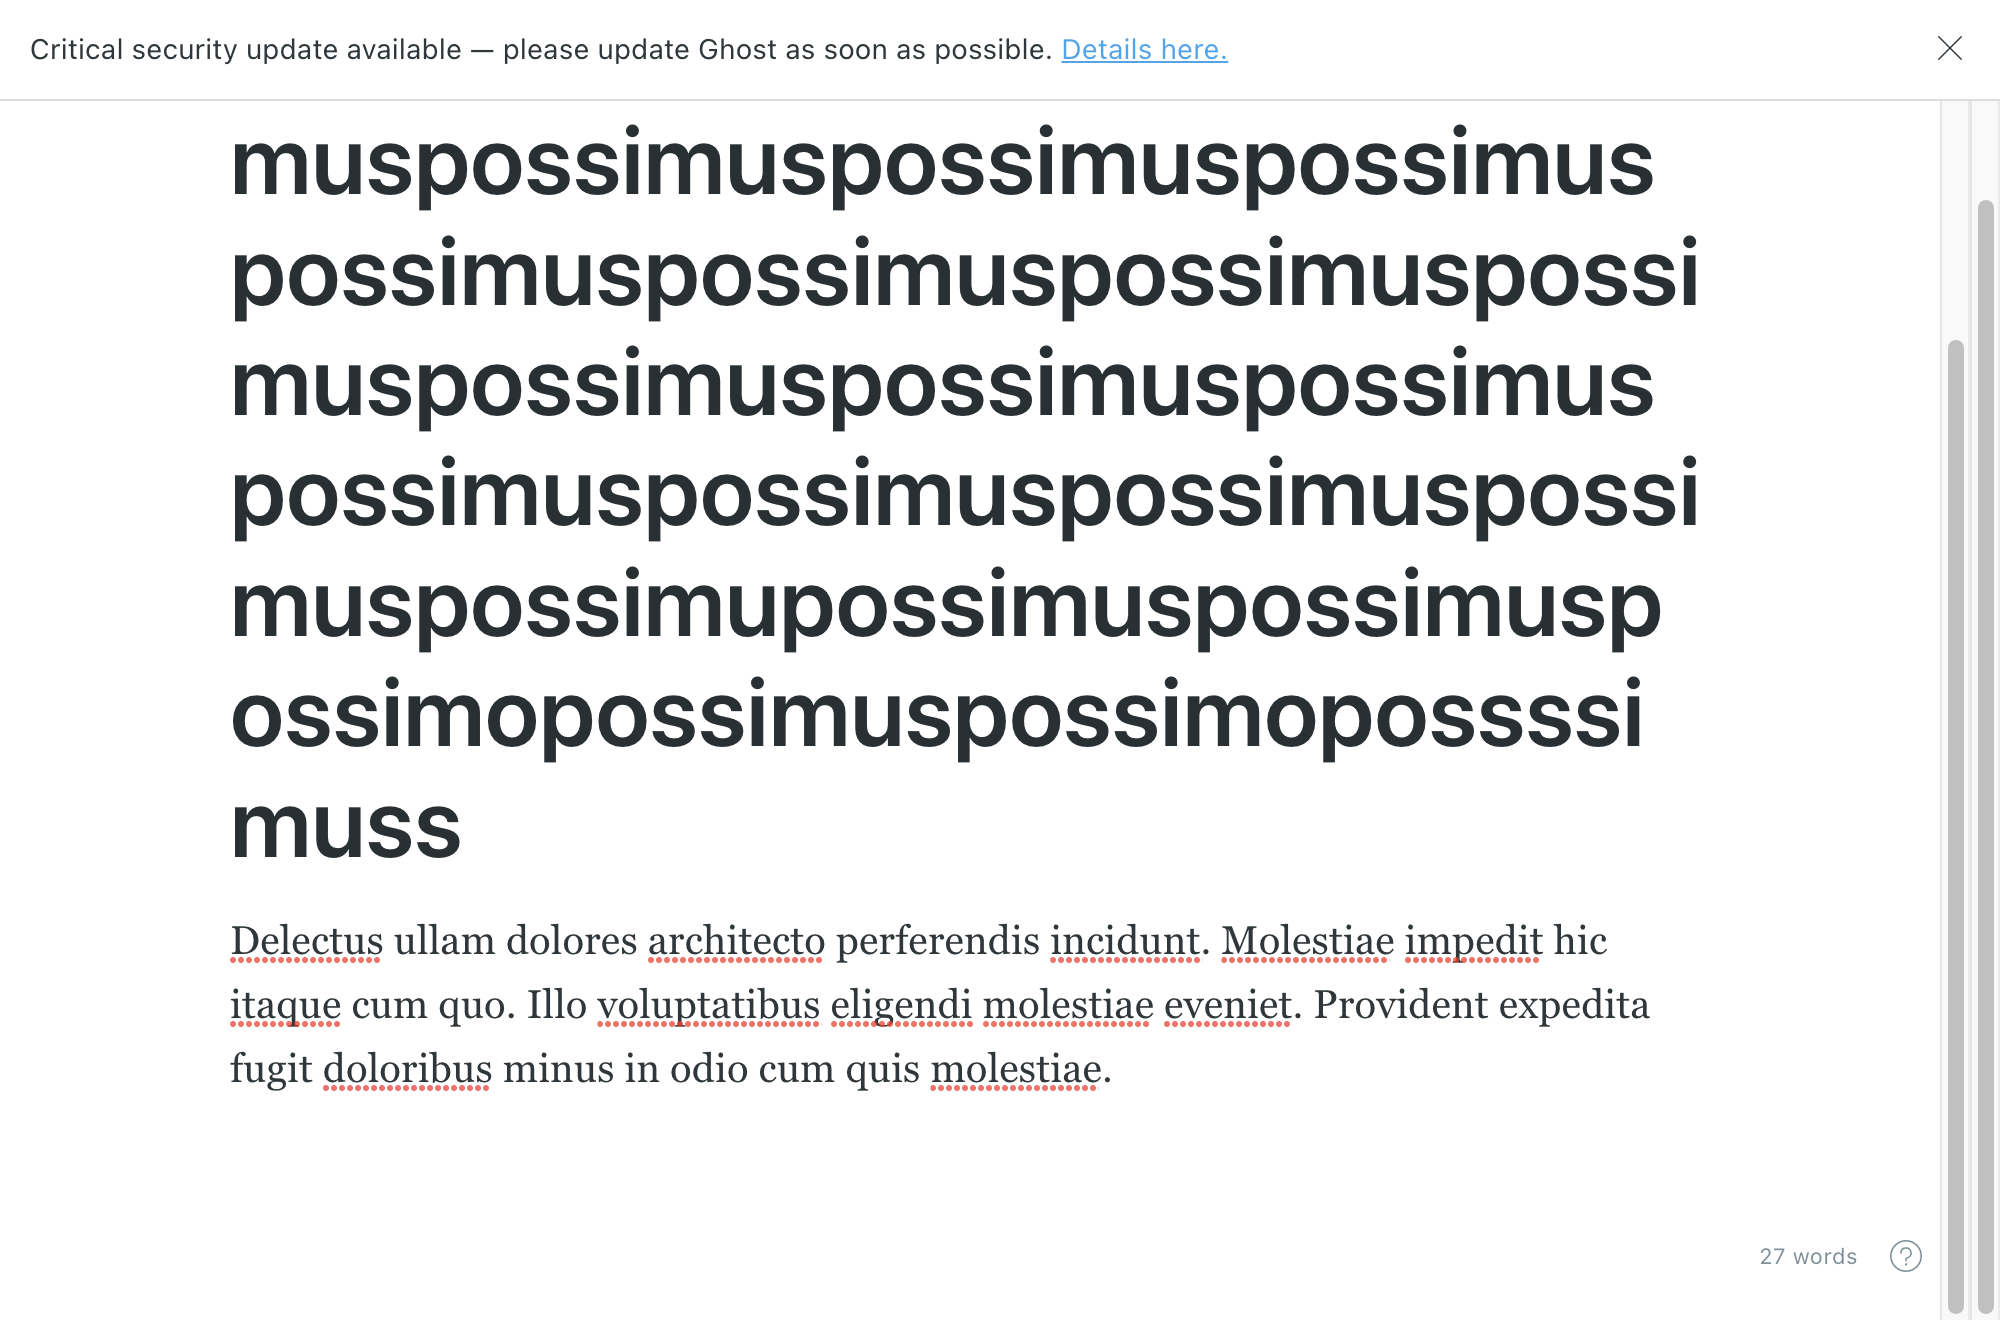 Critical security update available — please update Ghost as soon as possible. Details here.
muspossimuspossimuspossimus
possimuspossimuspossimuspossi
muspossimuspossimuspossimus
possimuspossimuspossimuspossi
muspossimupossimuspossimusp
ossimopossimuspossimopossssi
muss
Delectus ullam dolores architecto perferendis incidunt. Molestiae impedit hic
itaque cum quo. Illo voluptatibus eligendi molestiae eveniet. Provident expedita
fugit doloribus minus in odio cum quis molestiae.
27 words ?